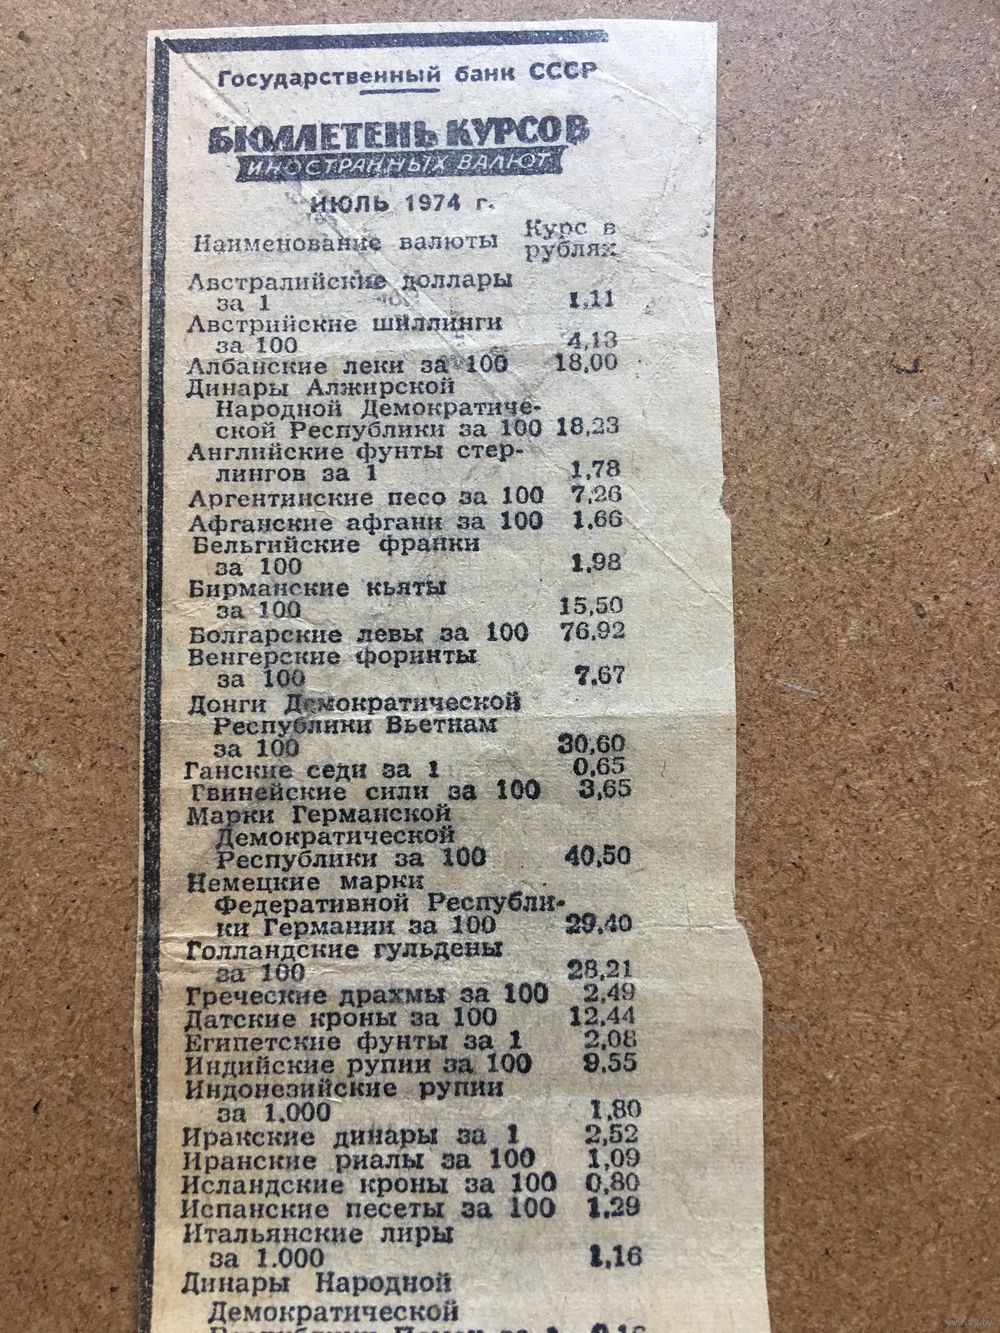 Государственный банк СССР
БЮЛЛЕТЕНЬ КУРСОВ
ИНОСТРАННЫХ ВАЛЮТ
ИЮЛЬ 1974 г.
Наименование валюты Курс в
рублях
Австралийские доллары
за 1 1,11
Австрийские шиллинги
за 100 4,13
Албанские леки за 100 18,00
Динары Алжирской
Народной Демократиче-
ской Республики за 100 18,23
Английские фунты стер-
лингов за 1 1,78
Аргентинские песо за 100 7,26
Афганские афгани за 100 1,66
Бельгийские франки
за 100 1,98
Бирманские кьяты
за 100 15,50
Болгарские левы за 100 76,92
Венгерские форинты
за 100 7,67
Донги Демократической
Республики Вьетнам
за 100 30,60
Ганские седи за 1 0,65
Гвинейские сили за 100 3,65
Марки Германской
Демократической
Республики за 100 40,50
Немецкие марки
Федеративной Республи-
ки Германии за 100 29,40
Голландские гульдены
за 100 28,21
Греческие драхмы за 100 2,49
Датские кроны за 100 12,44
Египетские фунты за 1 2,08
Индийские рупии за 100 9,55
Индонезийские рупии
за 1.000 1,80
Иракские динары за 1 2,52
Иранские риалы за 100 1,09
Исландские кроны за 100 0,80
Испанские песеты за 100 1,29
Итальянские лиры
за 1.000 1,16
Динары Народной
Демократической
Республики Йемен за 1
www.ay.by